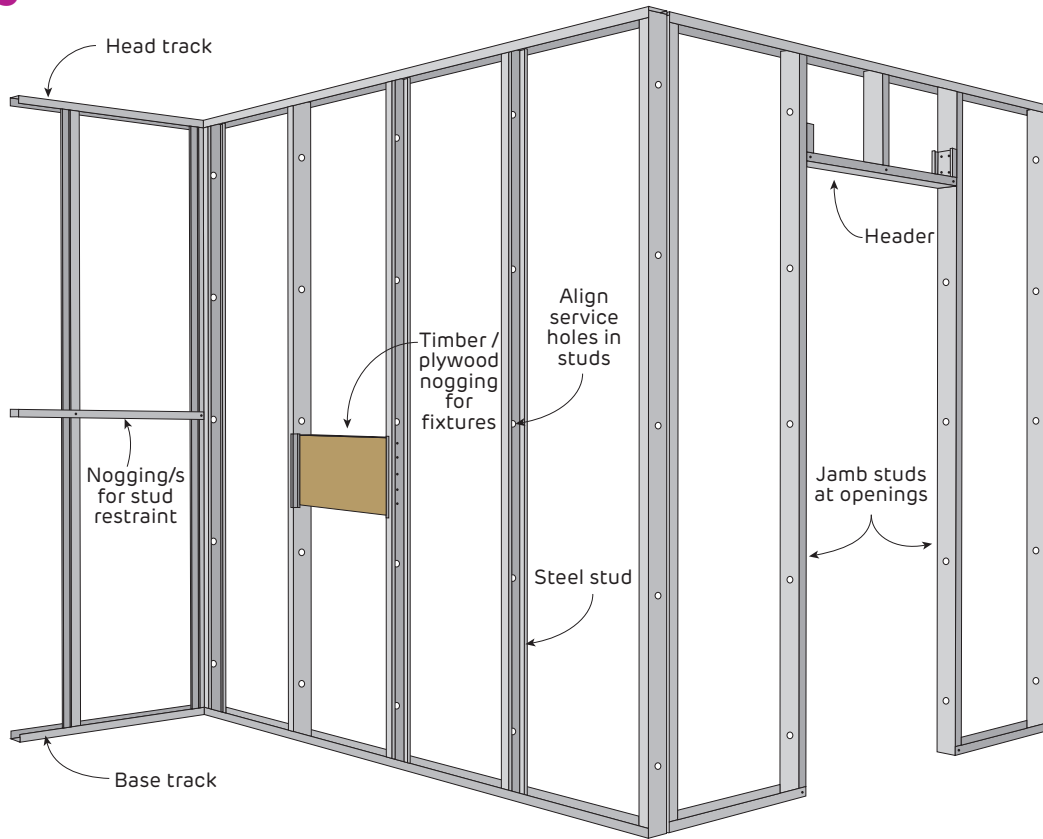 Head track
Header
Align
service
holes in
studs
Timber /
plywood
nogging
for
fixtures
Nogging/s
for stud
restraint
Jamb studs
at openings
Steel stud
Base track